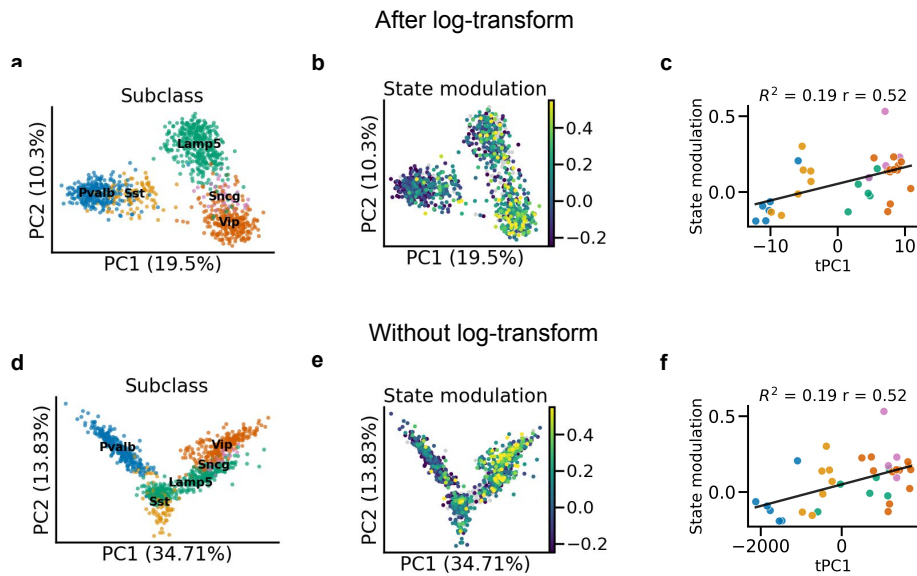 After log-transform
a
Subclass
PC2 (10.3%)
Lamp5
Pvalb
Sst
Sncg
Vip
PC1 (19.5%)
b
State modulation
PC2 (10.3%)
0.4
0.2
0.0
−0.2
PC1 (19.5%)
c
R² = 0.19 r = 0.52
State modulation
0.5
0.0
−10
0
10
tPC1
Without log-transform
d
Subclass
PC2 (13.83%)
Pvalb
Vip
Sncg
Lamp5
Sst
PC1 (34.71%)
e
State modulation
PC2 (13.83%)
0.4
0.2
0.0
−0.2
PC1 (34.71%)
f
R² = 0.19 r = 0.52
State modulation
0.5
0.0
−2000
0
tPC1